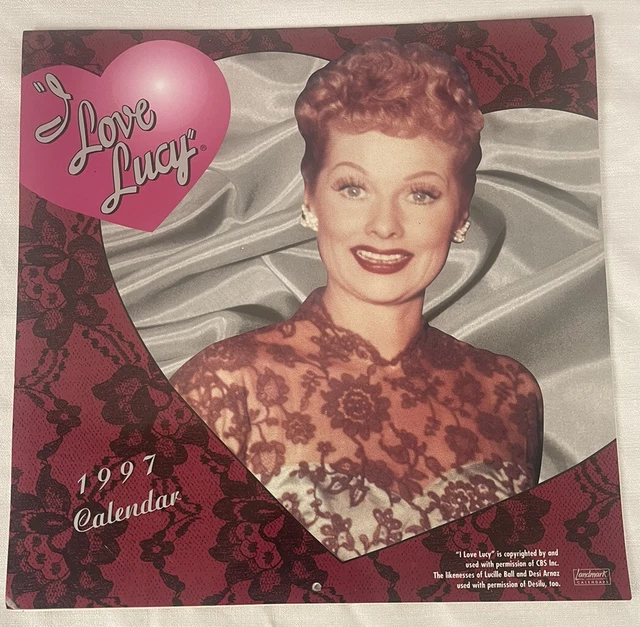 "I
Love
Lucy"®
1997
Calendar
"I Love Lucy" is copyrighted by and
used with permission of CBS Inc.
The likenesses of Lucille Ball and Desi Arnaz
used with permission of Desilu, too.
Landmark
CALENDARS